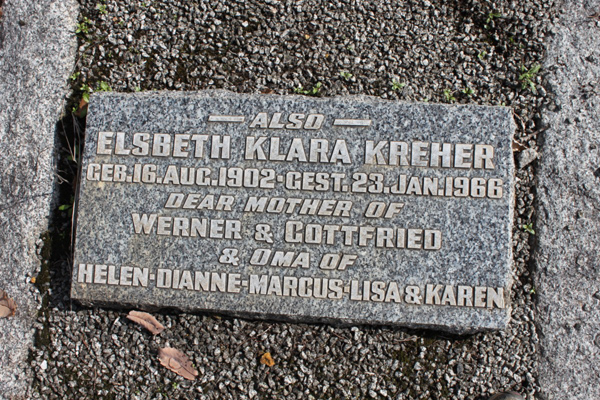 — ALSO —
ELSBETH KLARA KREHER
GEB.16.AUG.1902-GEST.23.JAN.1966
DEAR MOTHER OF
WERNER & GOTTFRIED
& OMA OF
HELEN-DIANNE-MARCUS-LISA & KAREN